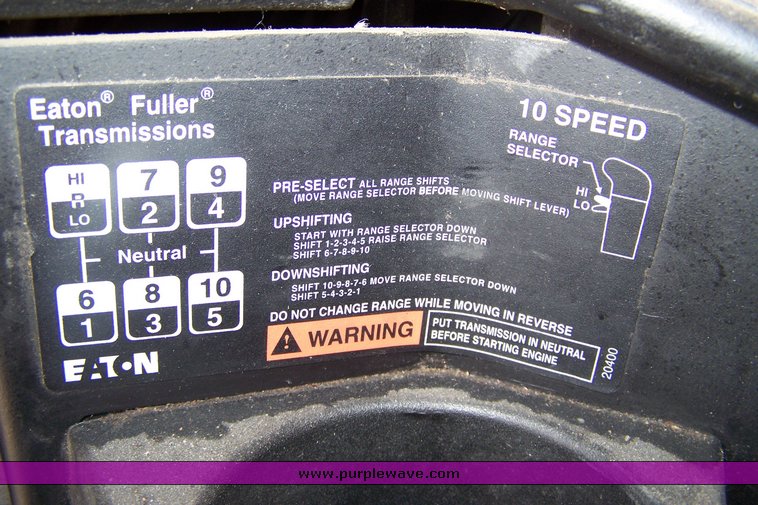 Eaton® Fuller®
Transmissions
10 SPEED
RANGE
SELECTOR
HI
LO
HI
R
LO
7
2
9
4
Neutral
6
1
8
3
10
5
PRE-SELECT ALL RANGE SHIFTS
(MOVE RANGE SELECTOR BEFORE MOVING SHIFT LEVER)
UPSHIFTING
START WITH RANGE SELECTOR DOWN
SHIFT 1-2-3-4-5 RAISE RANGE SELECTOR
SHIFT 6-7-8-9-10
DOWNSHIFTING
SHIFT 10-9-8-7-6 MOVE RANGE SELECTOR DOWN
SHIFT 5-4-3-2-1
DO NOT CHANGE RANGE WHILE MOVING IN REVERSE
WARNING
PUT TRANSMISSION IN NEUTRAL
BEFORE STARTING ENGINE
20400
EATON
www.purplewave.com